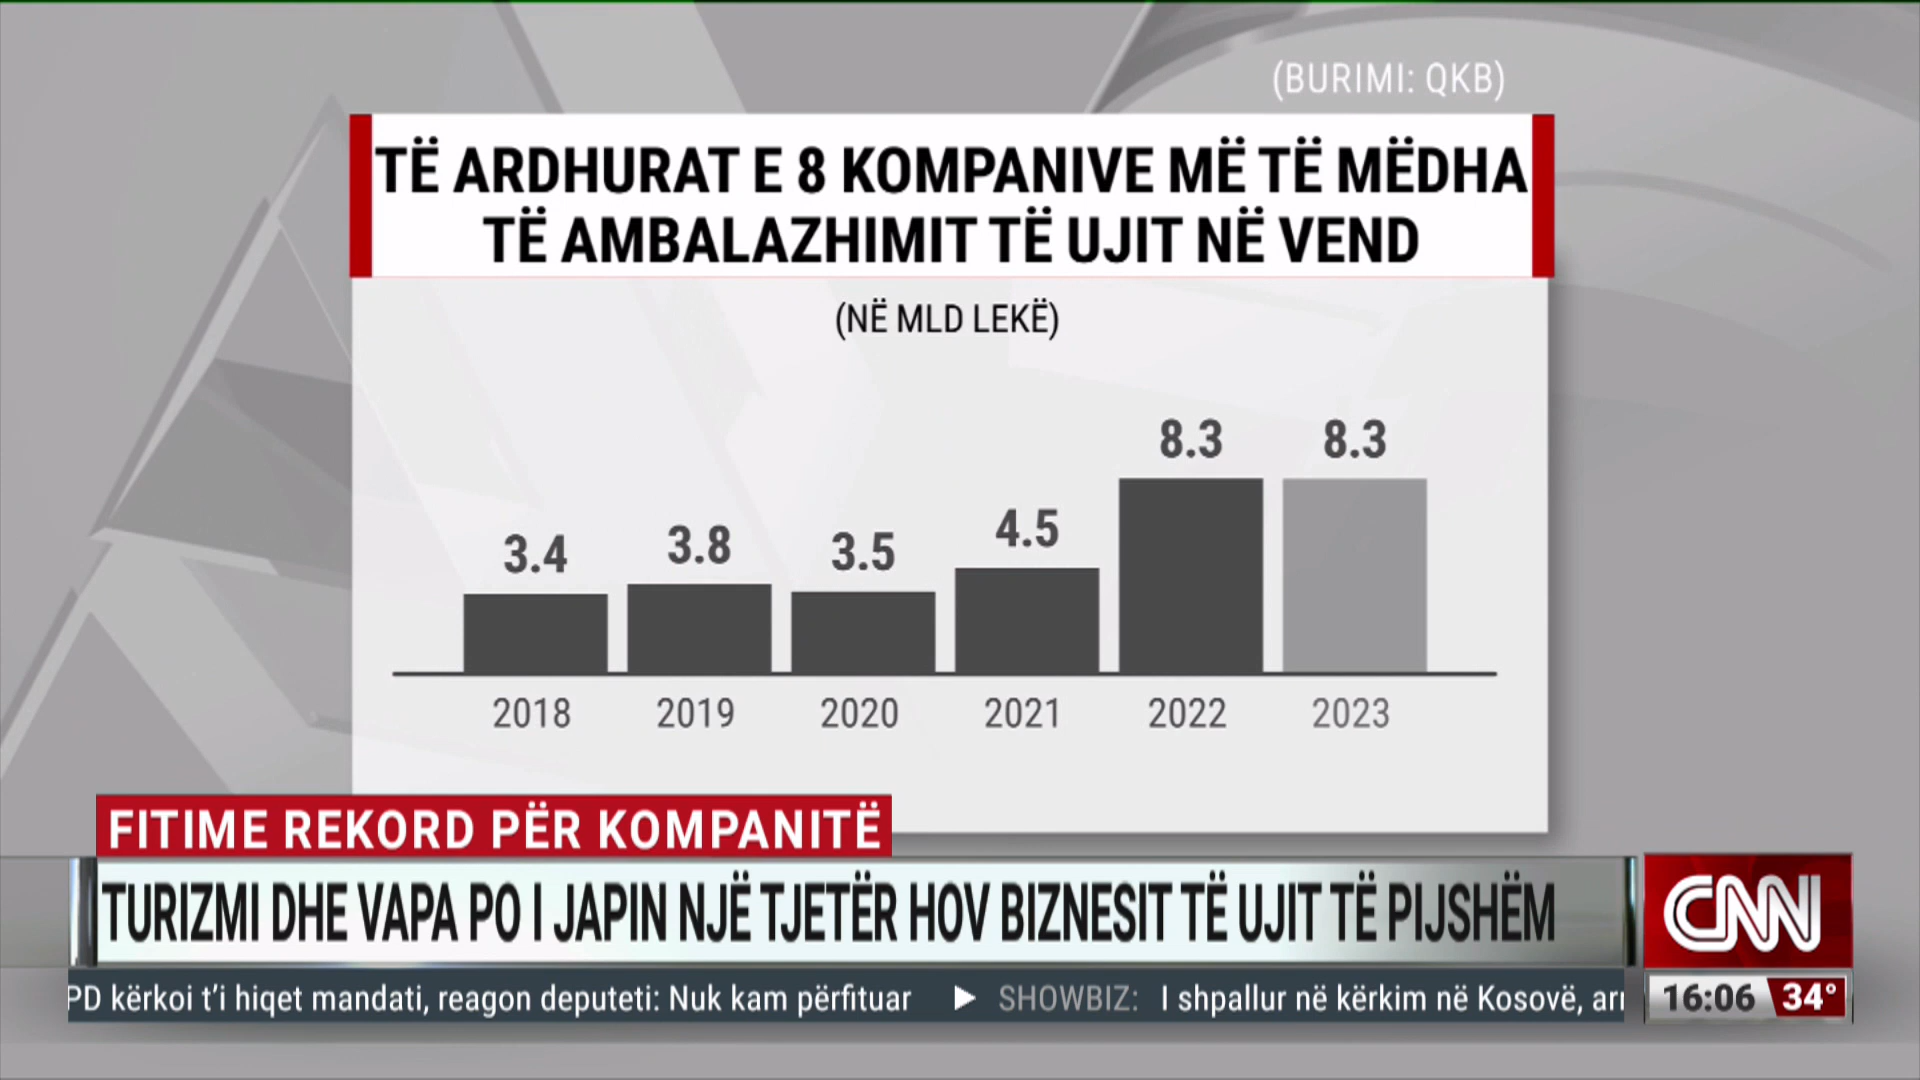 (BURIMI: QKB)
TË ARDHURAT E 8 KOMPANIVE MË TË MËDHA
TË AMBALAZHIMIT TË UJIT NË VEND
(NË MLD LEKË)
3.4 3.8 3.5 4.5 8.3 8.3
2018 2019 2020 2021 2022 2023
FITIME REKORD PËR KOMPANITË
TURIZMI DHE VAPA PO I JAPIN NJË TJETËR HOV BIZNESIT TË UJIT TË PIJSHËM
CNN
PD kërkoi t’i hiqet mandati, reagon deputeti: Nuk kam përfituar ▶ SHOWBIZ: I shpallur në kërkim në Kosovë,
16:06 34°